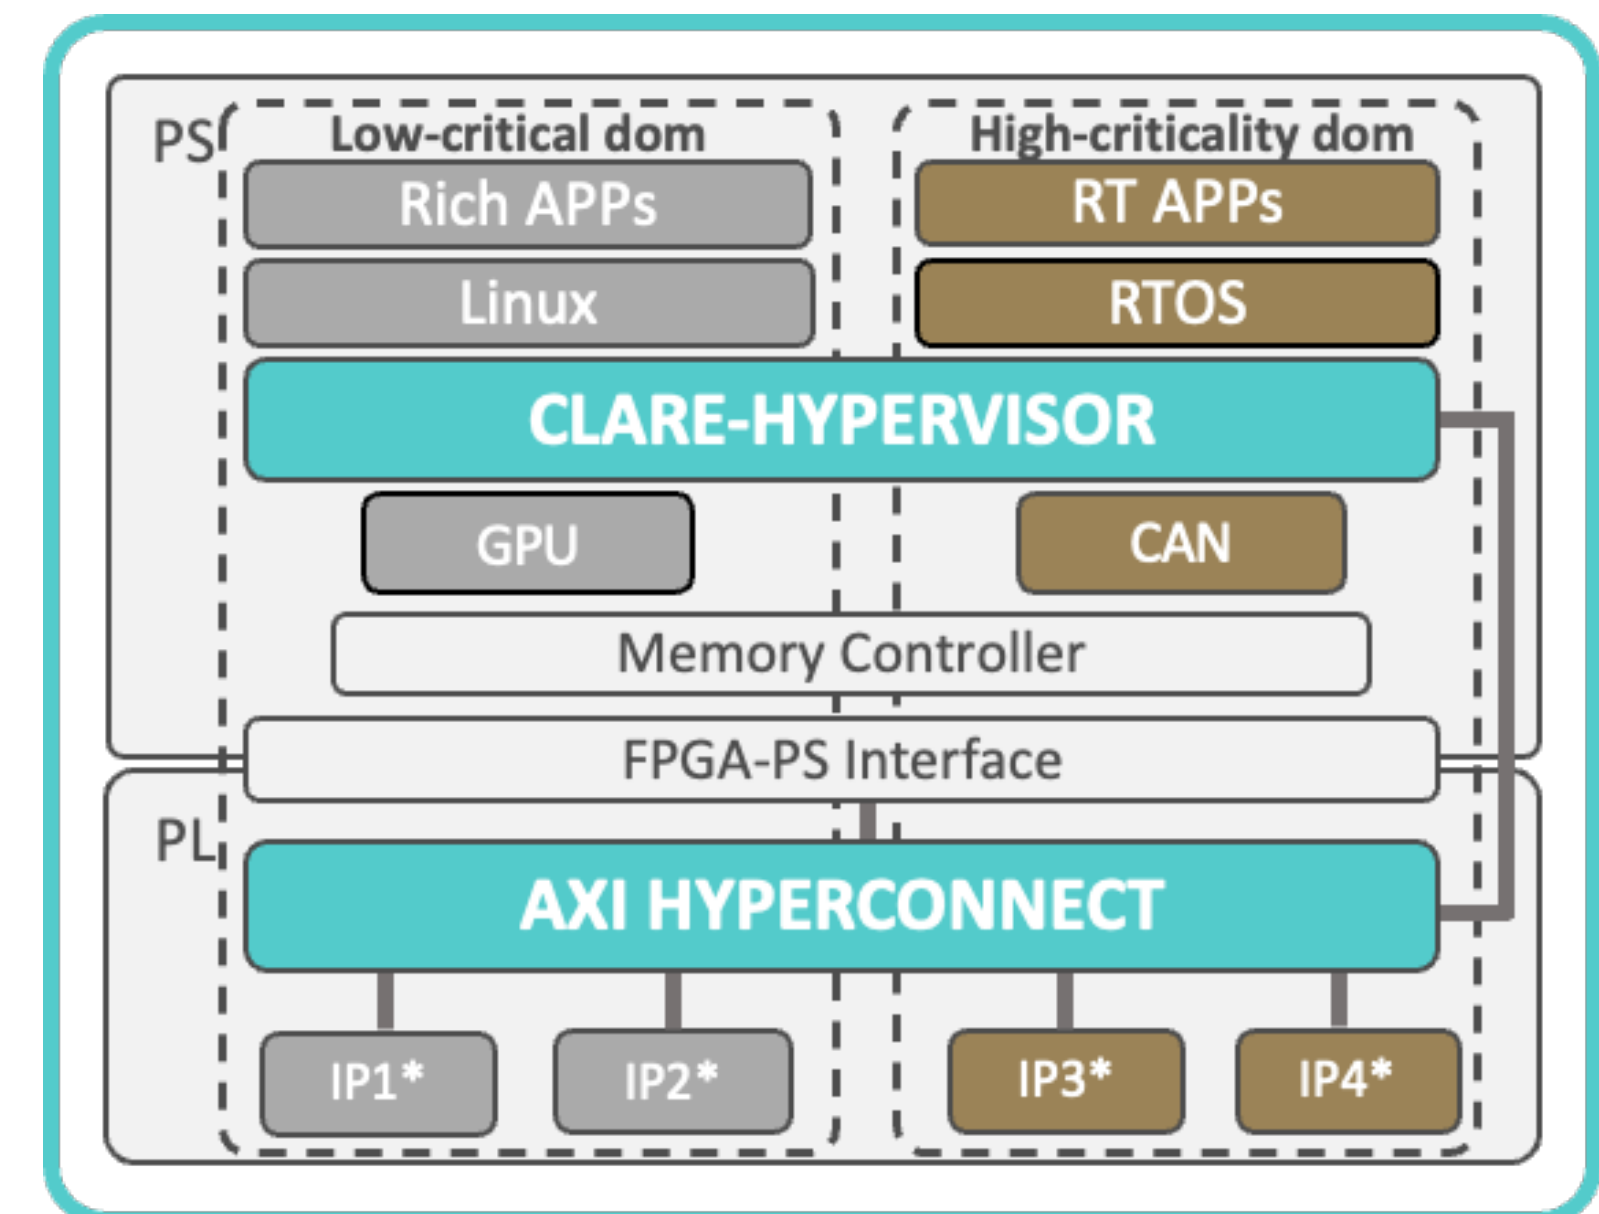 PS
Low-critical dom
High-criticality dom
Rich APPs
RT APPs
Linux
RTOS
CLARE-HYPERVISOR
GPU
CAN
Memory Controller
FPGA-PS Interface
PL
AXI HYPERCONNECT
IP1*
IP2*
IP3*
IP4*